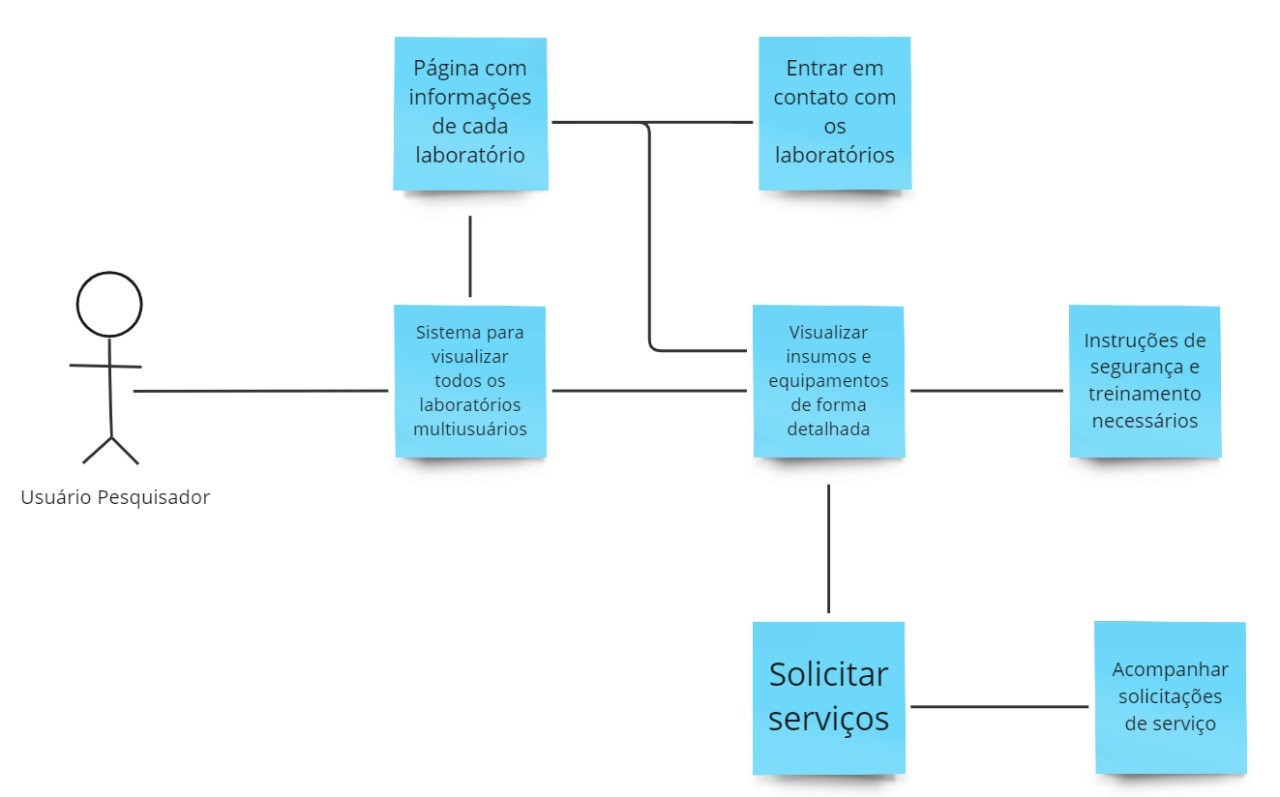 Página com
informações
de cada
laboratório
Entrar em
contato com
os
laboratórios
Sistema para
visualizar
todos os
laboratórios
multiusuários
Visualizar
insumos e
equipamentos
de forma
detalhada
Instruções de
segurança e
treinamento
necessários
Usuário Pesquisador
Solicitar
serviços
Acompanhar
solicitações
de serviço